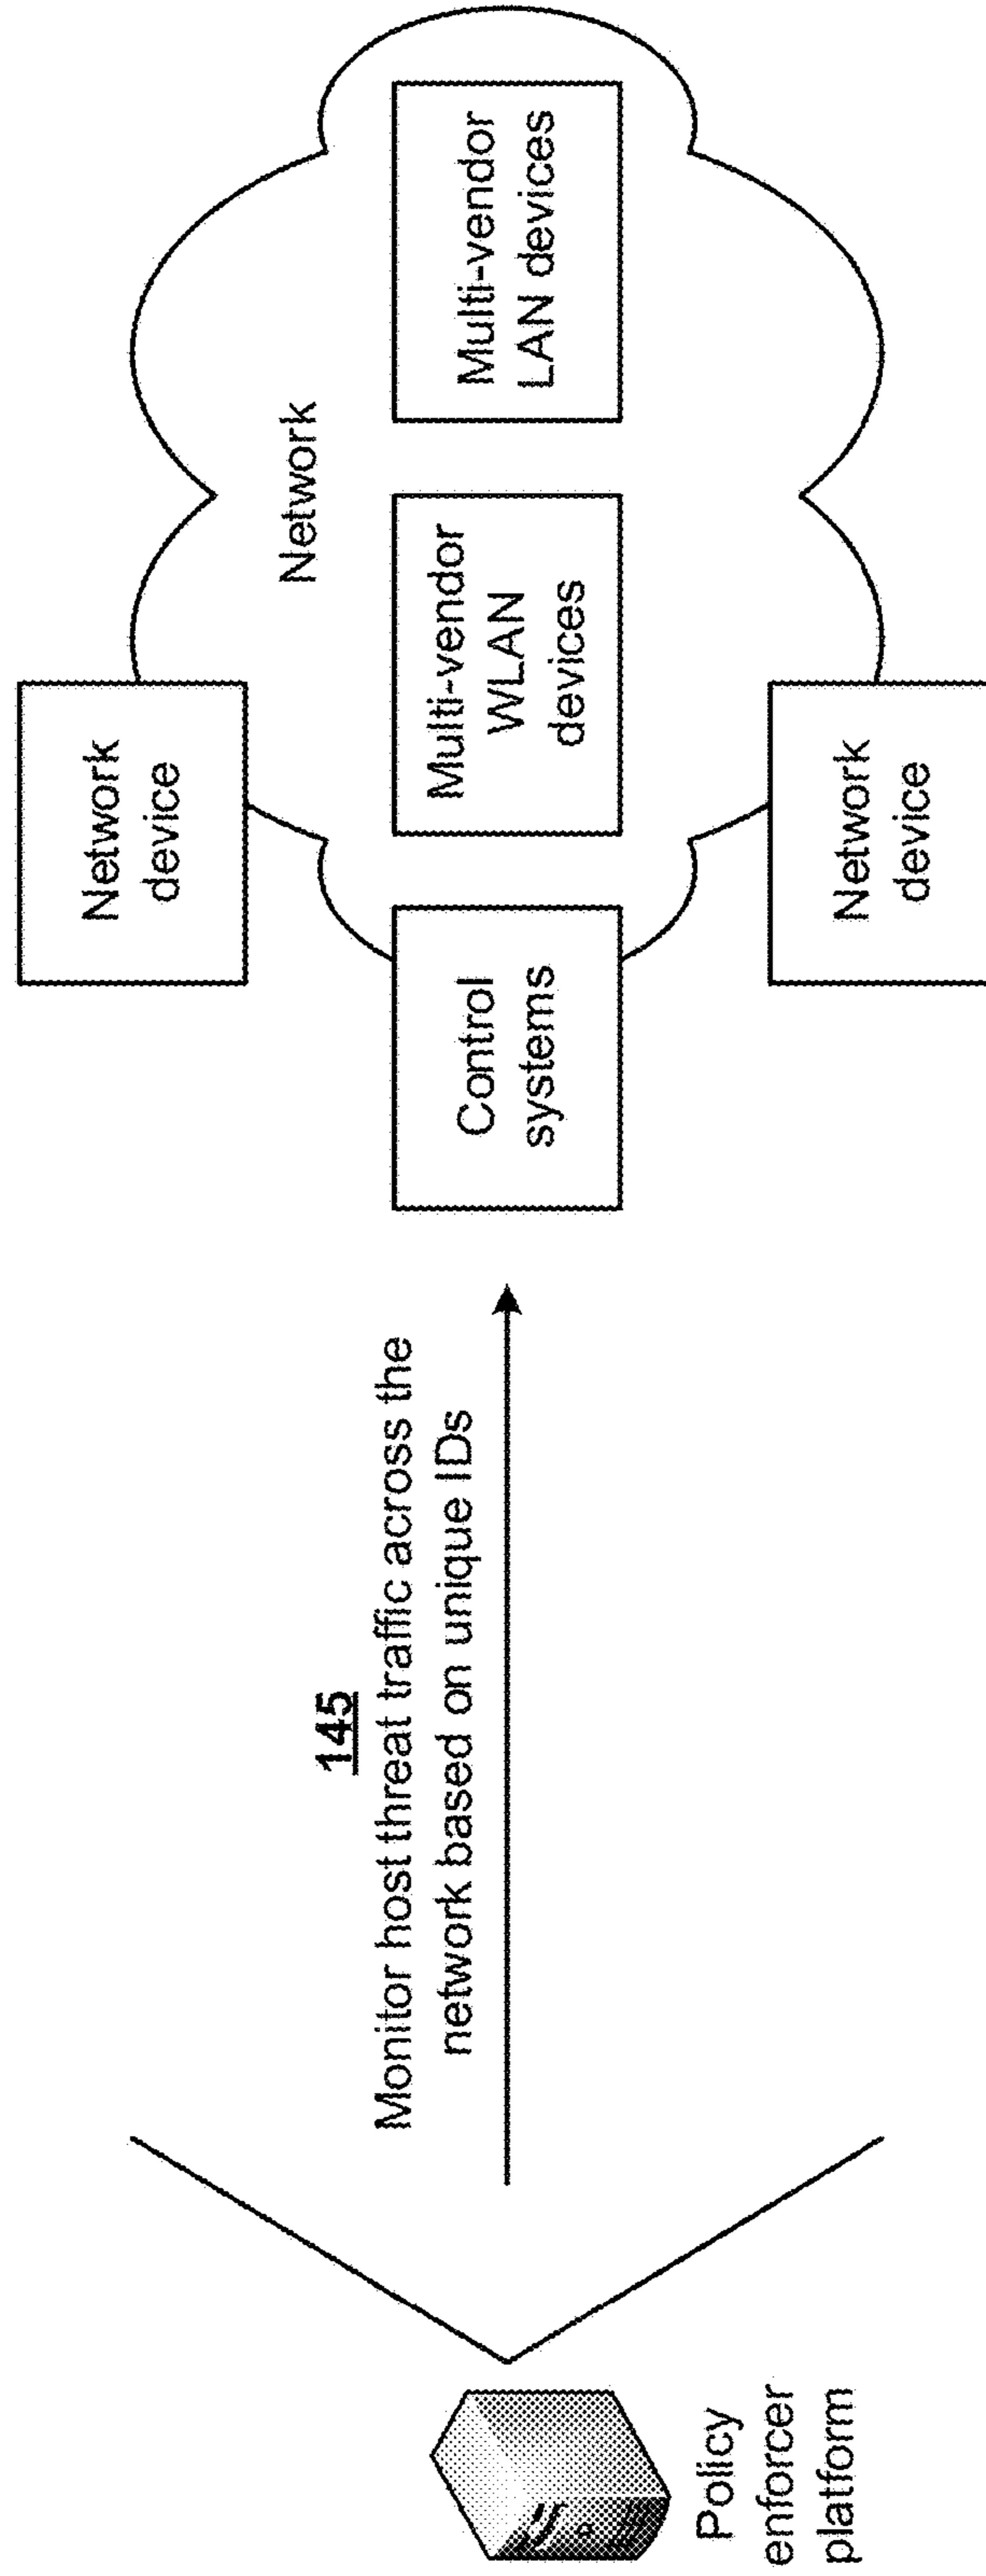 145
Monitor host threat traffic across the
network based on unique IDs
Policy
enforcer
platform
Network
device
Network
Control
systems
Multi-vendor
WLAN
devices
Multi-vendor
LAN devices
Network
device